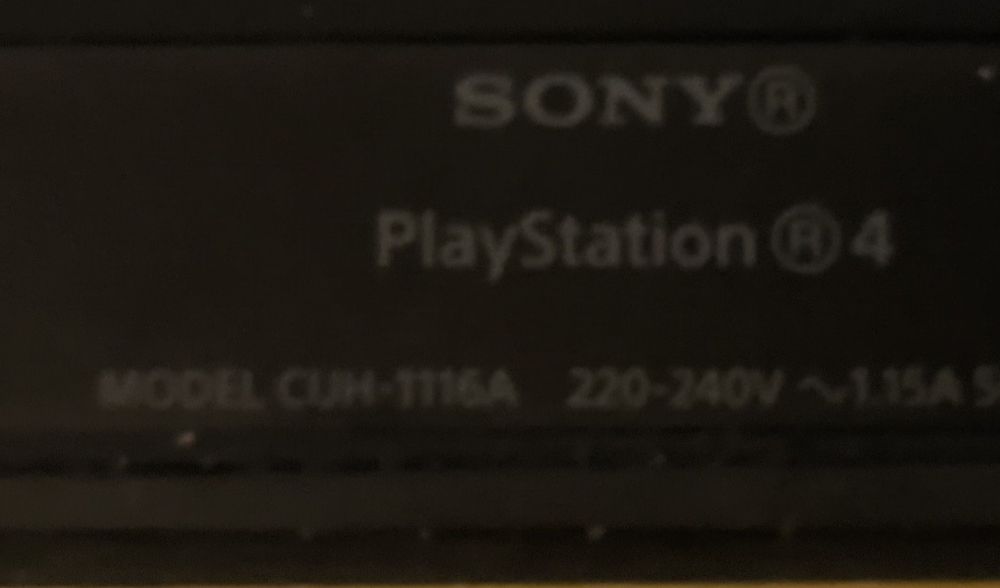 SONY®
PlayStation®4
MODEL CUH-1116A 220-240V ~1.15A